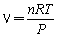 V = nRT / P